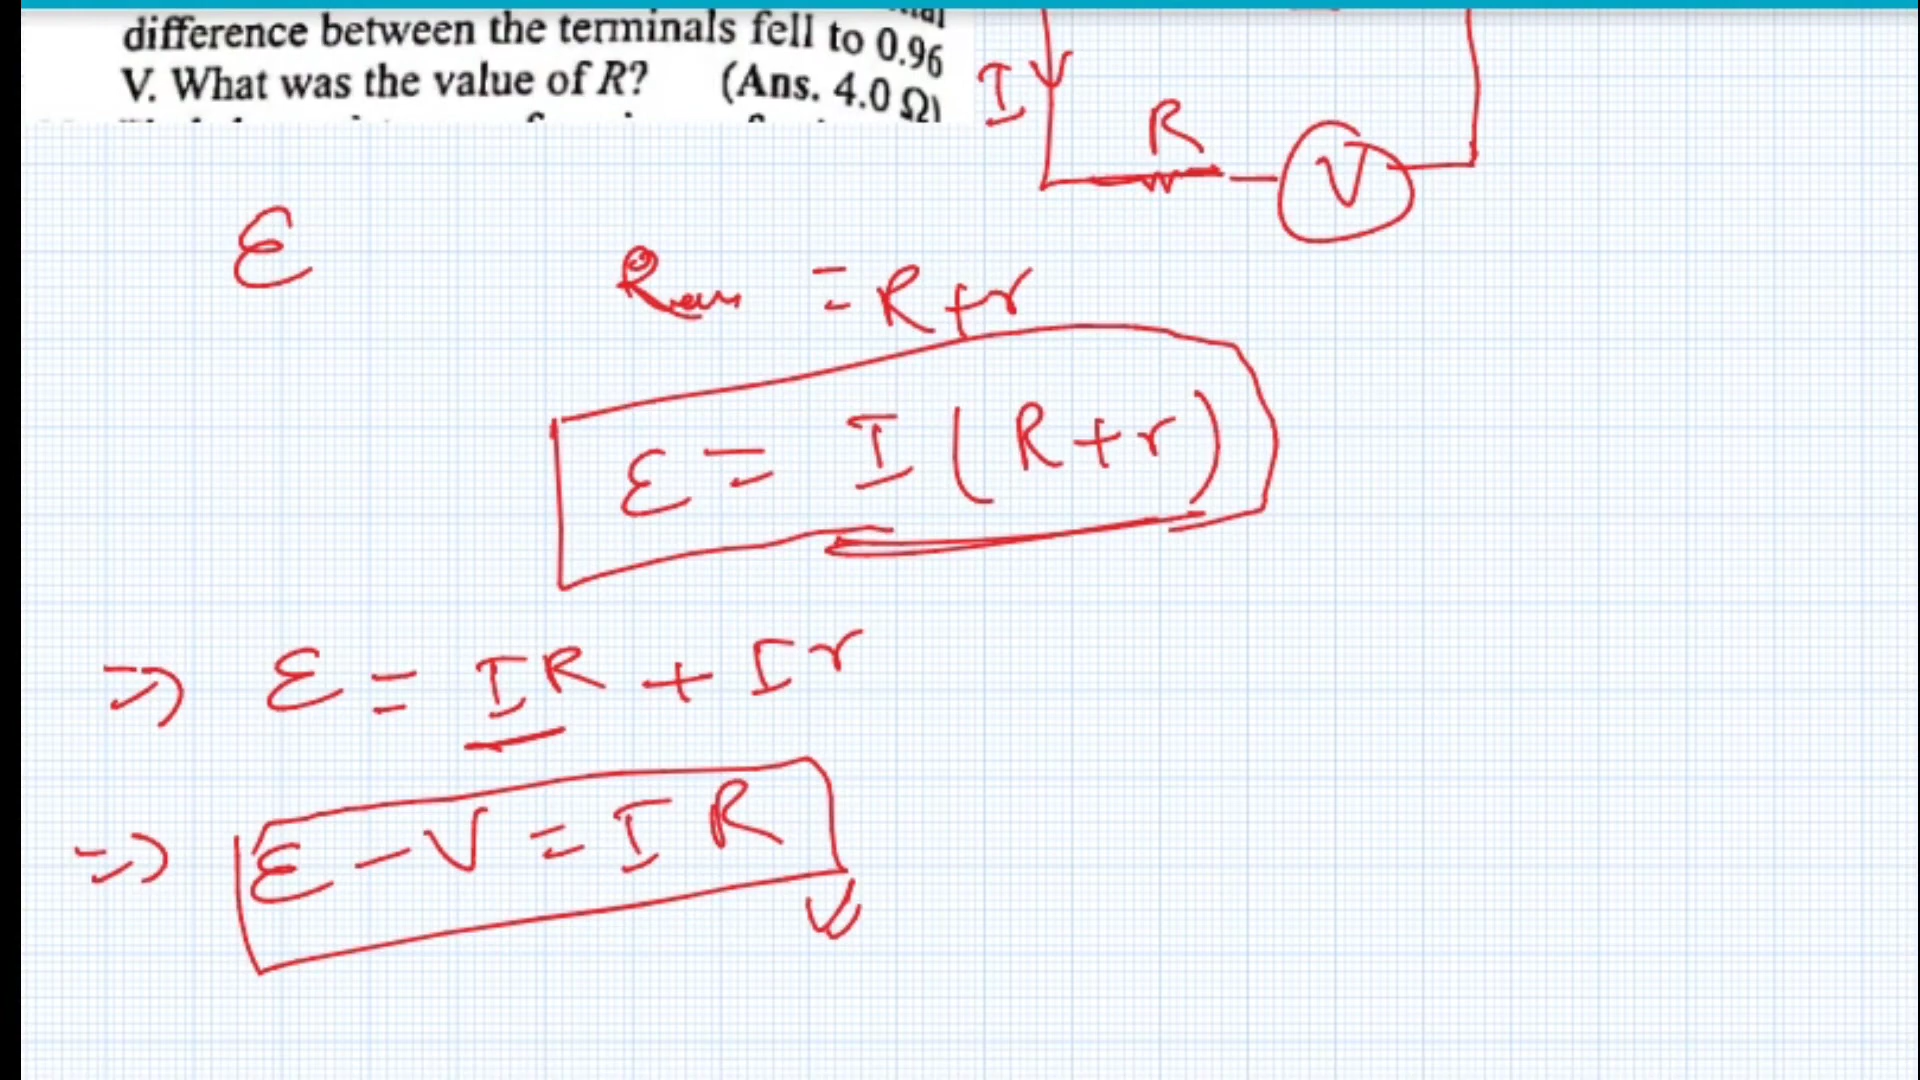 difference between the terminals fell to 0.96
V. What was the value of R? (Ans. 4.0 Ω)
I
R
V
ε
= R+r
ε = I (R+r)
=> ε = IR + Ir
=> ε - V = IR